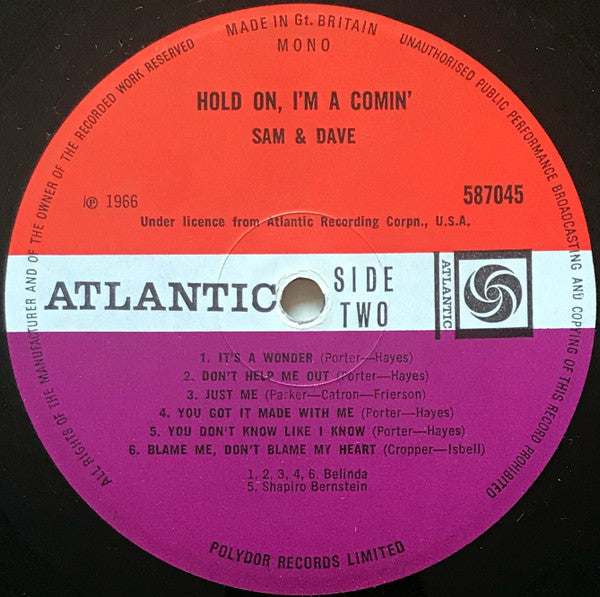 MADE IN Gt. BRITAIN
MONO
ALL RIGHTS OF THE MANUFACTURER AND OF THE OWNER OF THE RECORDED WORK RESERVED
UNAUTHORISED PUBLIC PERFORMANCE BROADCASTING AND COPYING OF THIS RECORD PROHIBITED
HOLD ON, I'M A COMIN'
SAM & DAVE
℗ 1966
587045
Under licence from Atlantic Recording Corpn., U.S.A.
ATLANTIC
SIDE
TWO
ATLANTIC
1. IT'S A WONDER (Porter—Hayes)
2. DON'T HELP ME OUT (Porter—Hayes)
3. JUST ME (Parker—Catron—Frierson)
4. YOU GOT IT MADE WITH ME (Porter—Hayes)
5. YOU DON'T KNOW LIKE I KNOW (Porter—Hayes)
6. BLAME ME, DON'T BLAME MY HEART (Cropper—Isbell)
1, 2, 3, 4, 6. Belinda
5. Shapiro Bernstein
POLYDOR RECORDS LIMITED